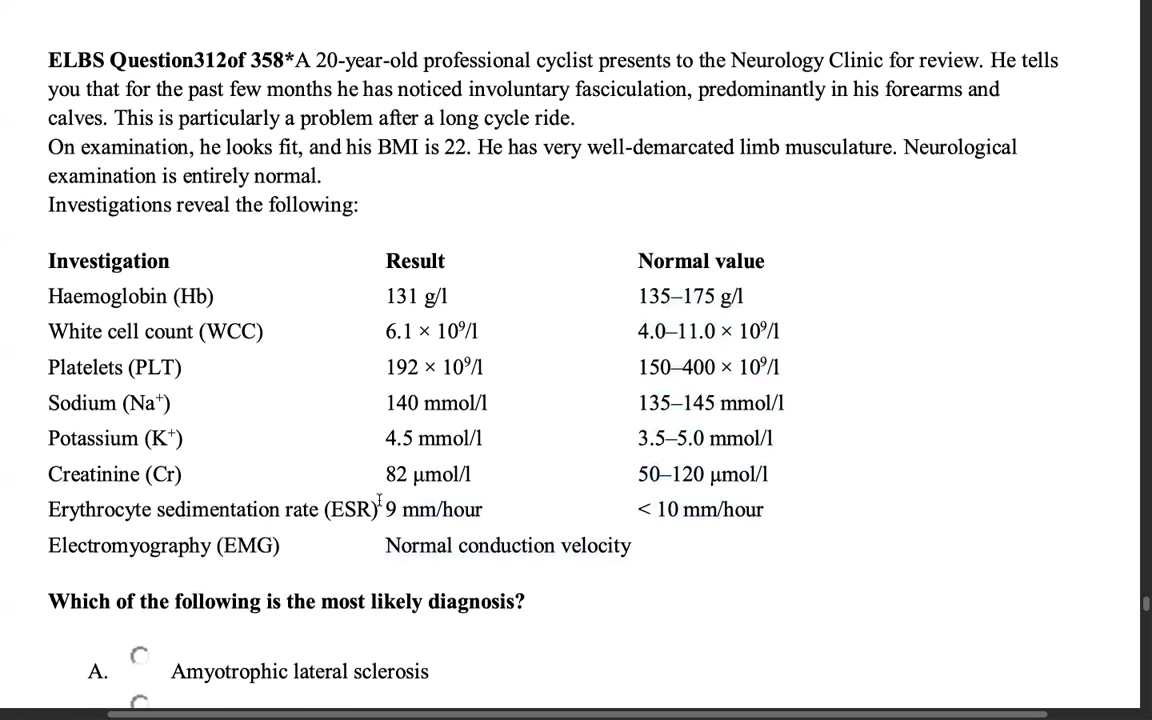 ELBS Question312of 358*A 20-year-old professional cyclist presents to the Neurology Clinic for review. He tells
you that for the past few months he has noticed involuntary fasciculation, predominantly in his forearms and
calves. This is particularly a problem after a long cycle ride.
On examination, he looks fit, and his BMI is 22. He has very well-demarcated limb musculature. Neurological
examination is entirely normal.
Investigations reveal the following:
Investigation Result Normal value
Haemoglobin (Hb) 131 g/l 135–175 g/l
White cell count (WCC) 6.1 × 10⁹/l 4.0–11.0 × 10⁹/l
Platelets (PLT) 192 × 10⁹/l 150–400 × 10⁹/l
Sodium (Na⁺) 140 mmol/l 135–145 mmol/l
Potassium (K⁺) 4.5 mmol/l 3.5–5.0 mmol/l
Creatinine (Cr) 82 µmol/l 50–120 µmol/l
Erythrocyte sedimentation rate (ESR) 9 mm/hour < 10 mm/hour
Electromyography (EMG) Normal conduction velocity
Which of the following is the most likely diagnosis?
A. Amyotrophic lateral sclerosis